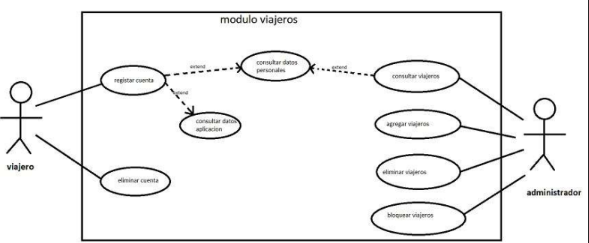 modulo viajeros
consultar datos
personales
extend
extend
registar cuenta
consultar viajeros
extend
consultar datos
aplicacion
agregar viajeros
viajero
eliminar cuenta
eliminar viajeros
administrador
bloquear viajeros